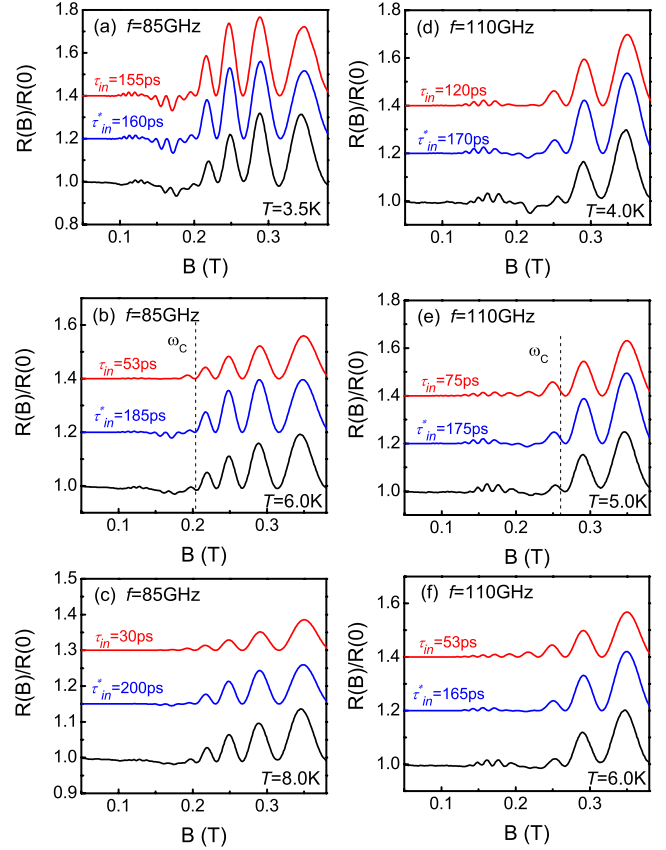 (a) f=85GHz
τin=155ps
τ*in=160ps
T=3.5K
R(B)/R(0)
1.8
1.6
1.4
1.2
1.0
0.8
0.1 0.2 0.3
B (T)
(d) f=110GHz
τin=120ps
τ*in=170ps
T=4.0K
R(B)/R(0)
1.8
1.6
1.4
1.2
1.0
0.1 0.2 0.3
B (T)
(b) f=85GHz
ωC
τin=53ps
τ*in=185ps
T=6.0K
R(B)/R(0)
1.6
1.4
1.2
1.0
0.1 0.2 0.3
B (T)
(e) f=110GHz
ωC
τin=75ps
τ*in=175ps
T=5.0K
R(B)/R(0)
1.8
1.6
1.4
1.2
1.0
0.1 0.2 0.3
B (T)
(c) f=85GHz
τin=30ps
τ*in=200ps
T=8.0K
R(B)/R(0)
1.5
1.4
1.3
1.2
1.1
1.0
0.9
0.1 0.2 0.3
B (T)
(f) f=110GHz
τin=53ps
τ*in=165ps
T=6.0K
R(B)/R(0)
1.6
1.4
1.2
1.0
0.1 0.2 0.3
B (T)